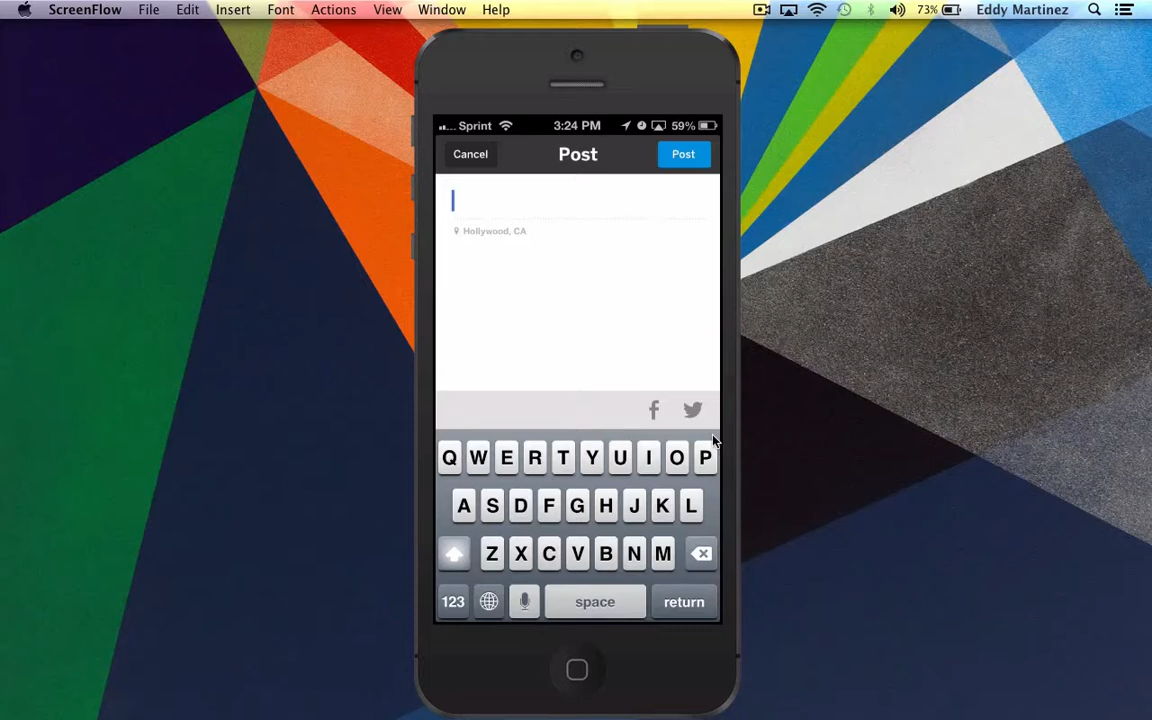 ScreenFlow File Edit Insert Font Actions View Window Help 73% Eddy Martinez
Sprint 3:24 PM 59%
Cancel Post Post
Hollywood, CA
Q W E R T Y U I O P
A S D F G H J K L
Z X C V B N M
123 space return